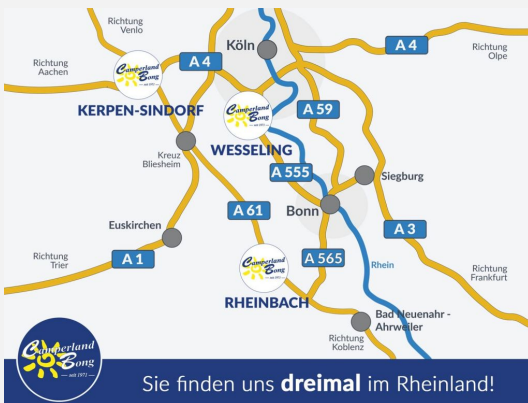 Richtung
Venlo
Richtung
Aachen
Camperland
Bong
seit 1972
KERPEN-SINDORF
A 4
Köln
A 4
Richtung
Olpe
Camperland
Bong
WESSELING
A 59
Kreuz
Bliesheim
A 555
Siegburg
Bonn
A 61
Euskirchen
A 3
Richtung
Trier
A 1
Camperland
Bong
A 565
Rhein
Richtung
Frankfurt
RHEINBACH
Bad Neuenahr -
Ahrweiler
Richtung
Koblenz
Camperland
Bong
seit 1972
Sie finden uns dreimal im Rheinland!